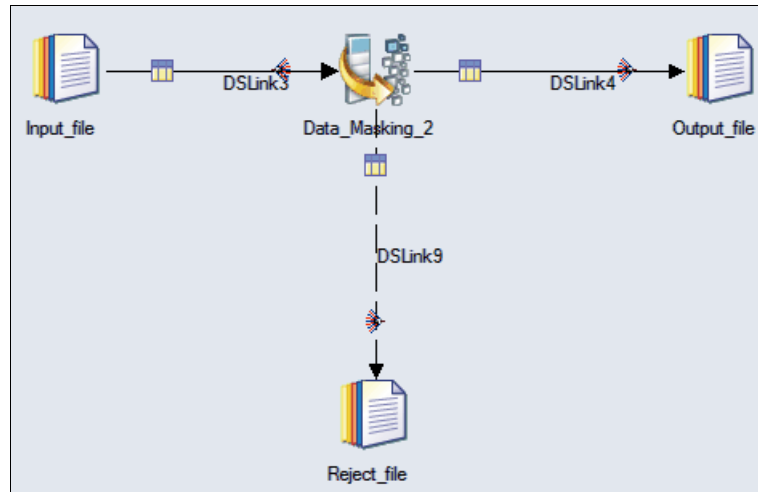 DSLink3
DSLink4
Input_file
Data_Masking_2
Output_file
DSLink9
Reject_file